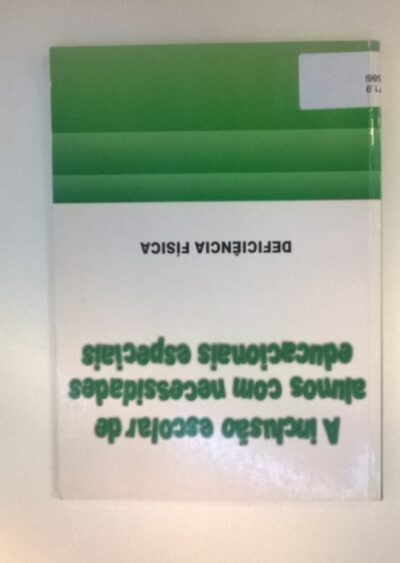 A inclusão escolar de
alunos com necessidades
educacionais especiais
DEFICIÊNCIA FÍSICA